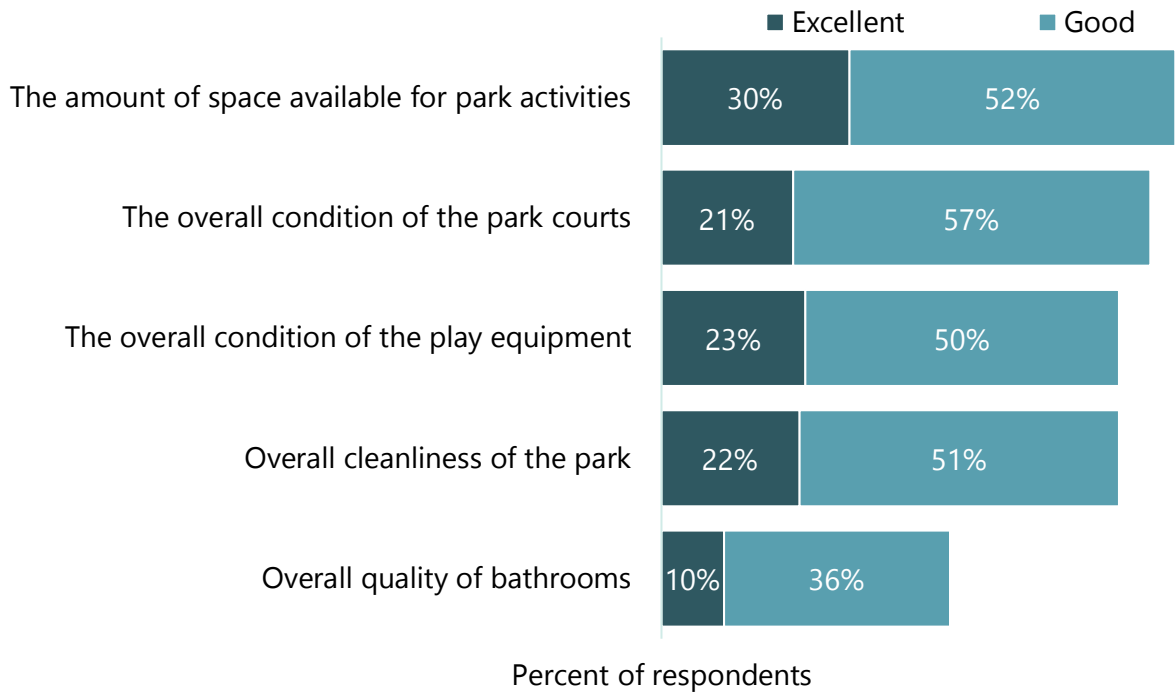 Excellent Good
The amount of space available for park activities 30% 52%
The overall condition of the park courts 21% 57%
The overall condition of the play equipment 23% 50%
Overall cleanliness of the park 22% 51%
Overall quality of bathrooms 10% 36%
Percent of respondents